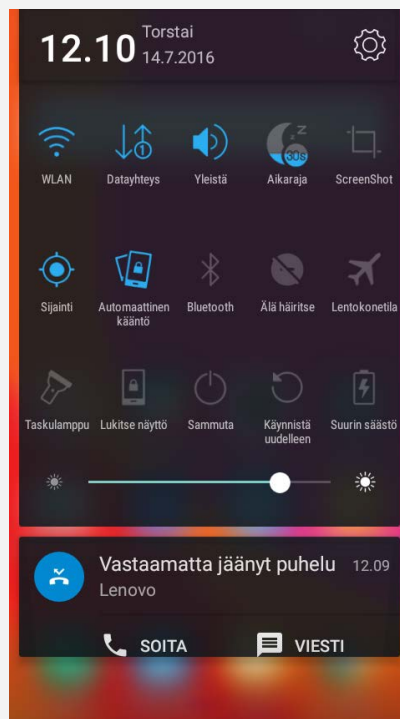 12.10
Torstai
14.7.2016
WLAN
Datayhteys
Yleistä
Aikaraja
ScreenShot
1
z Z
30s
Sijainti
Automaattinen
kääntö
Bluetooth
Älä häiritse
Lentokonetila
Taskulamppu
Lukitse näyttö
Sammuta
Käynnistä
uudelleen
Suurin säästö
Vastaamatta jäänyt puhelu 12.09
Lenovo
SOITA
VIESTI